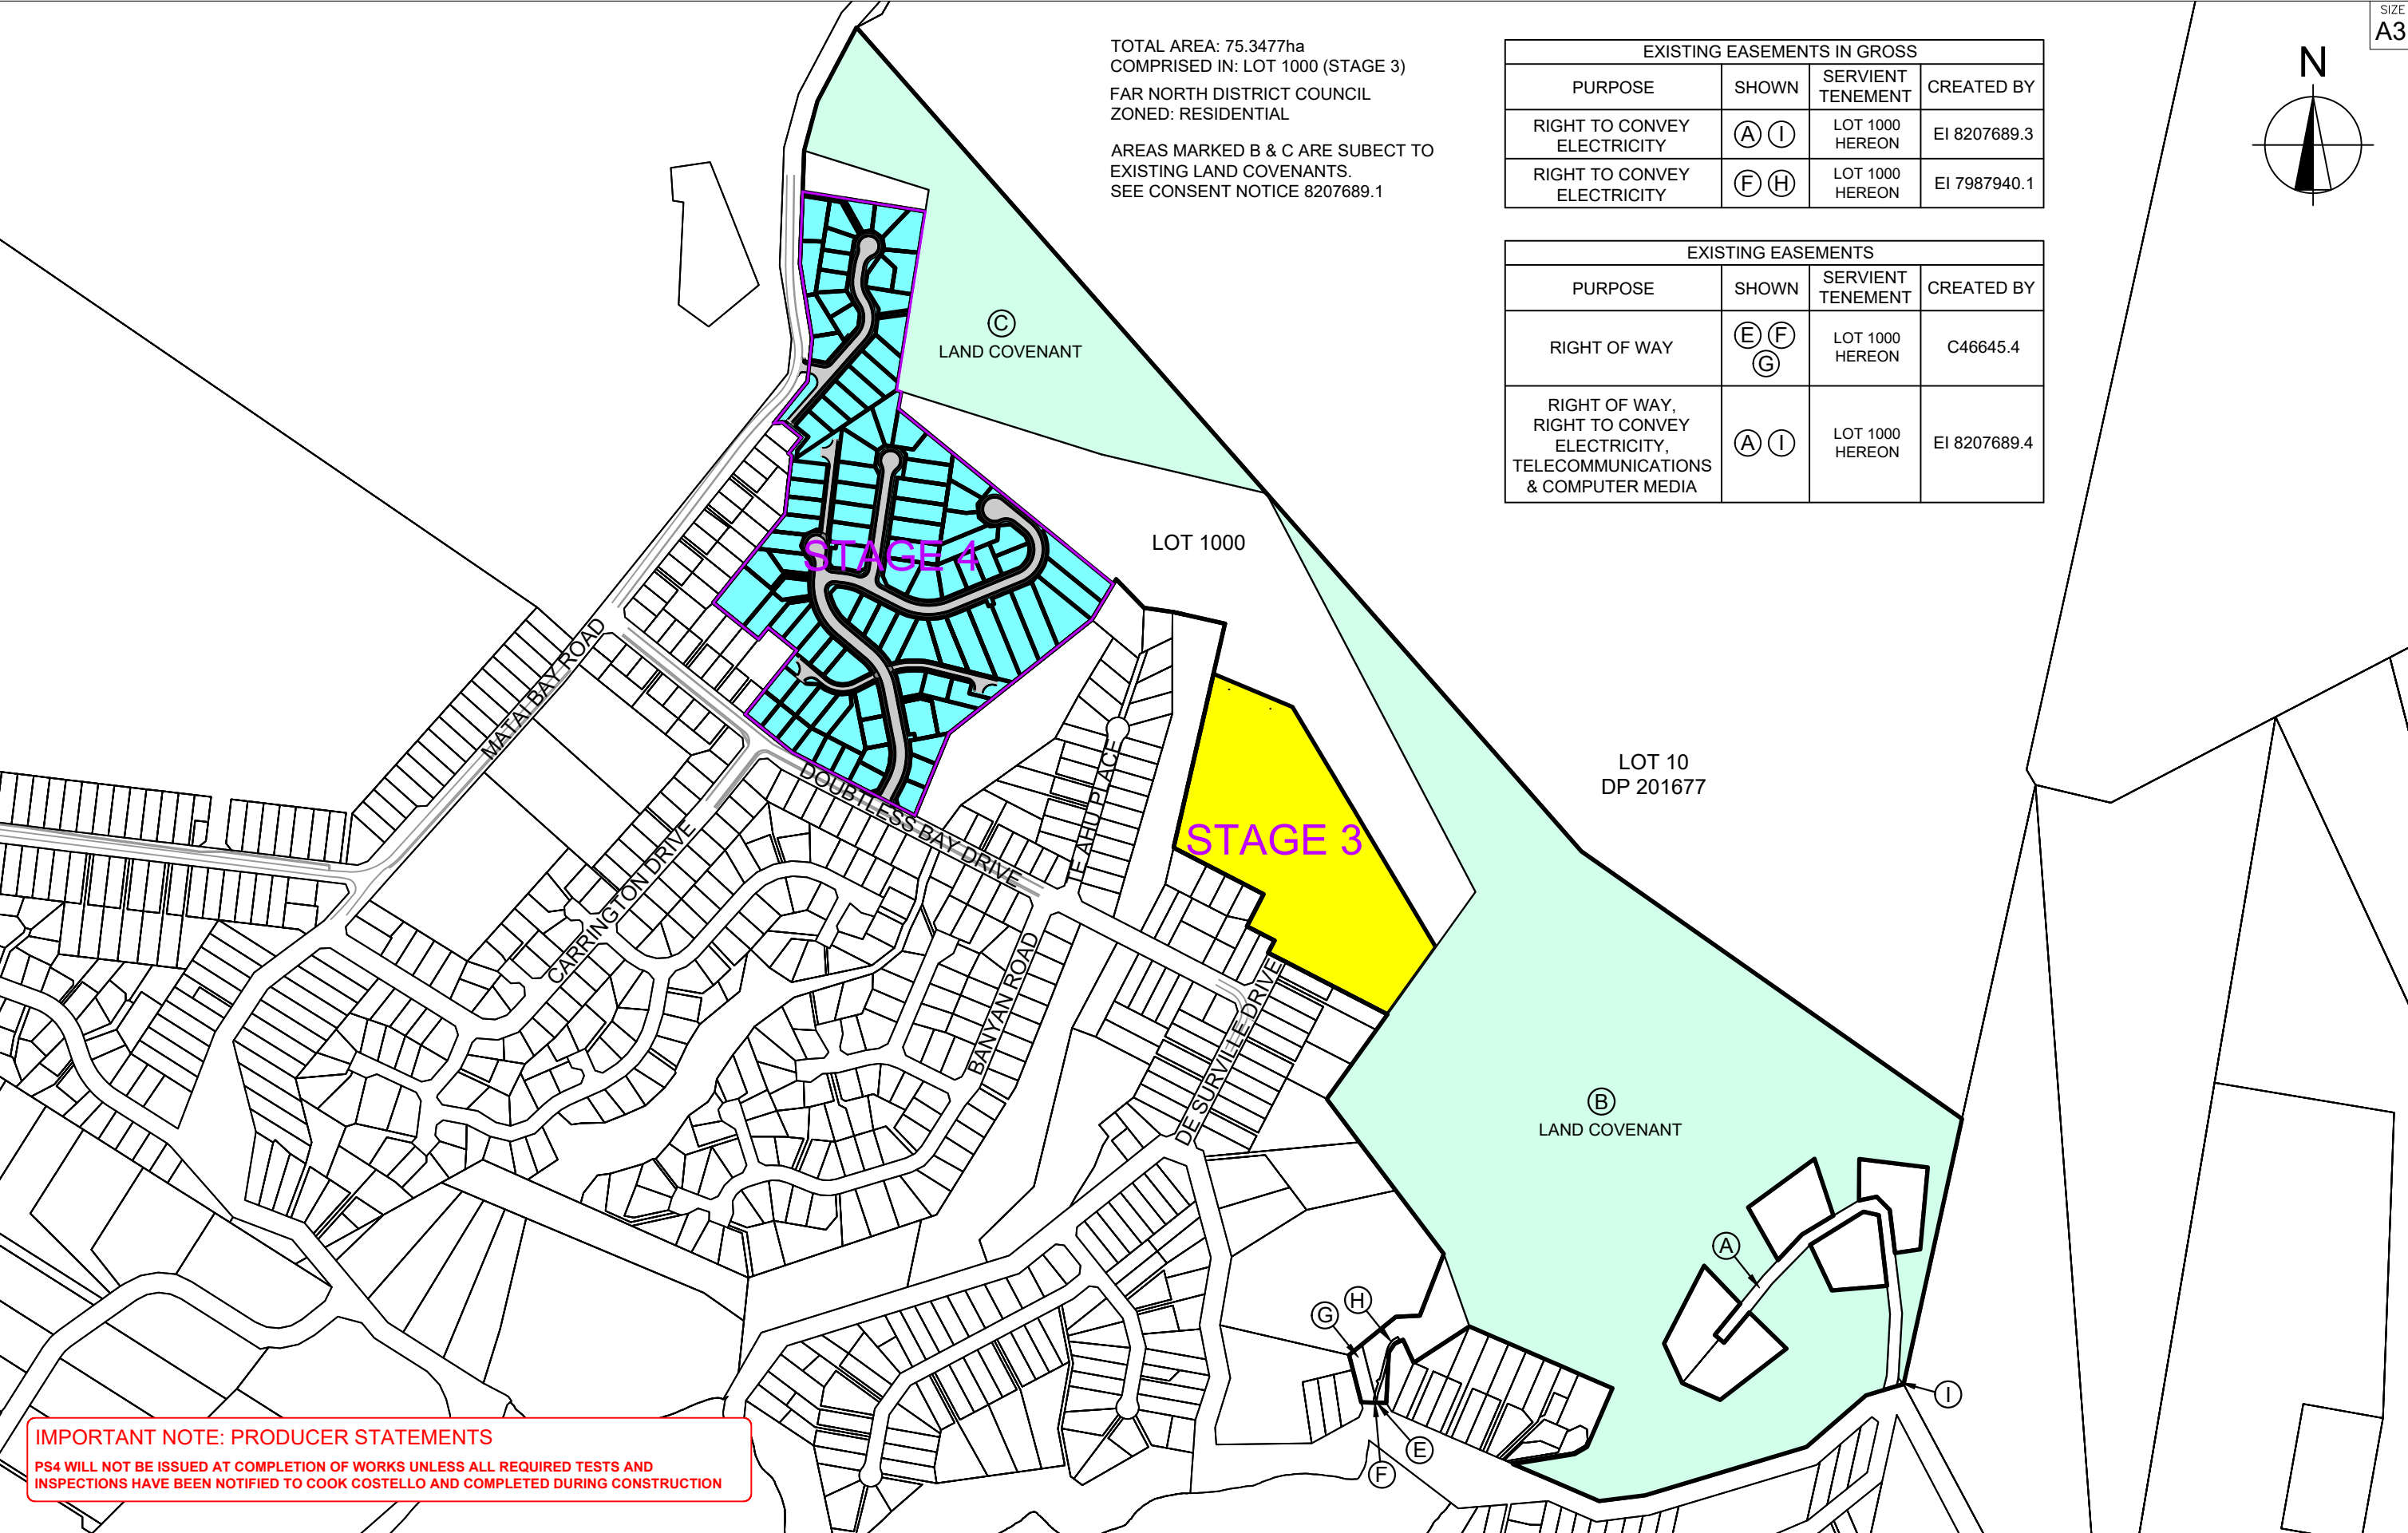 SIZE
A3
N
TOTAL AREA: 75.3477ha
COMPRISED IN: LOT 1000 (STAGE 3)
FAR NORTH DISTRICT COUNCIL
ZONED: RESIDENTIAL
AREAS MARKED B & C ARE SUBECT TO
EXISTING LAND COVENANTS.
SEE CONSENT NOTICE 8207689.1
EXISTING EASEMENTS IN GROSS
PURPOSE SHOWN SERVIENT TENEMENT CREATED BY
RIGHT TO CONVEY ELECTRICITY A I LOT 1000 HEREON EI 8207689.3
RIGHT TO CONVEY ELECTRICITY F H LOT 1000 HEREON EI 7987940.1
EXISTING EASEMENTS
PURPOSE SHOWN SERVIENT TENEMENT CREATED BY
RIGHT OF WAY E F G LOT 1000 HEREON C46645.4
RIGHT OF WAY,
RIGHT TO CONVEY
ELECTRICITY,
TELECOMMUNICATIONS
& COMPUTER MEDIA
A I LOT 1000 HEREON EI 8207689.4
C
LAND COVENANT
LOT 1000
STAGE 4
MATAI BAY ROAD
DOUBTLESS BAY DRIVE
CARRINGTON DRIVE
BANYAN ROAD
DE SURVILLE DRIVE
AHU PLACE
STAGE 3
LOT 10
DP 201677
B
LAND COVENANT
A
H
G
I
E
F
IMPORTANT NOTE: PRODUCER STATEMENTS
PS4 WILL NOT BE ISSUED AT COMPLETION OF WORKS UNLESS ALL REQUIRED TESTS AND
INSPECTIONS HAVE BEEN NOTIFIED TO COOK COSTELLO AND COMPLETED DURING CONSTRUCTION